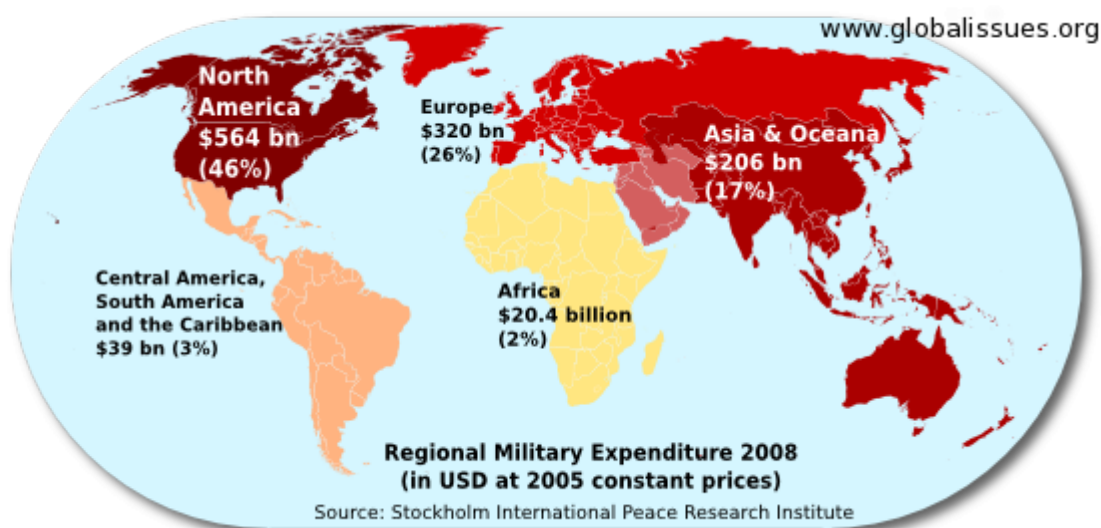 www.globalissues.org
North
America
$564 bn
(46%)
Europe
$320 bn
(26%)
Asia & Oceana
$206 bn
(17%)
Central America,
South America
and the Caribbean
$39 bn (3%)
Africa
$20.4 billion
(2%)
Regional Military Expenditure 2008
(in USD at 2005 constant prices)
Source: Stockholm International Peace Research Institute